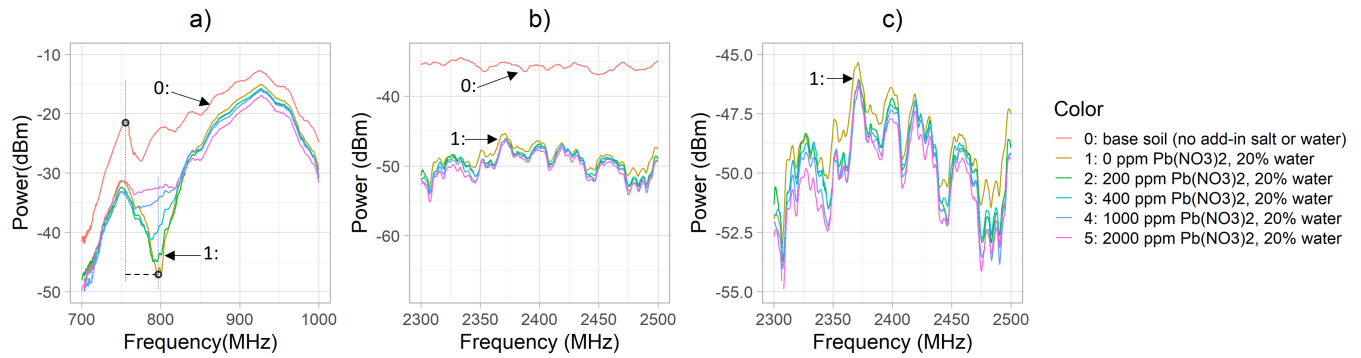 a)
Power(dBm)
-10
-20
-30
-40
-50
0:
1:
700
800
900
1000
Frequency(MHz)
b)
Power (dBm)
-40
-50
-60
0:
1:
2300
2350
2400
2450
2500
Frequency (MHz)
c)
Power (dBm)
-45.0
-47.5
-50.0
-52.5
-55.0
1:
2300
2350
2400
2450
2500
Frequency (MHz)
Color
0: base soil (no add-in salt or water)
1: 0 ppm Pb(NO3)2, 20% water
2: 200 ppm Pb(NO3)2, 20% water
3: 400 ppm Pb(NO3)2, 20% water
4: 1000 ppm Pb(NO3)2, 20% water
5: 2000 ppm Pb(NO3)2, 20% water